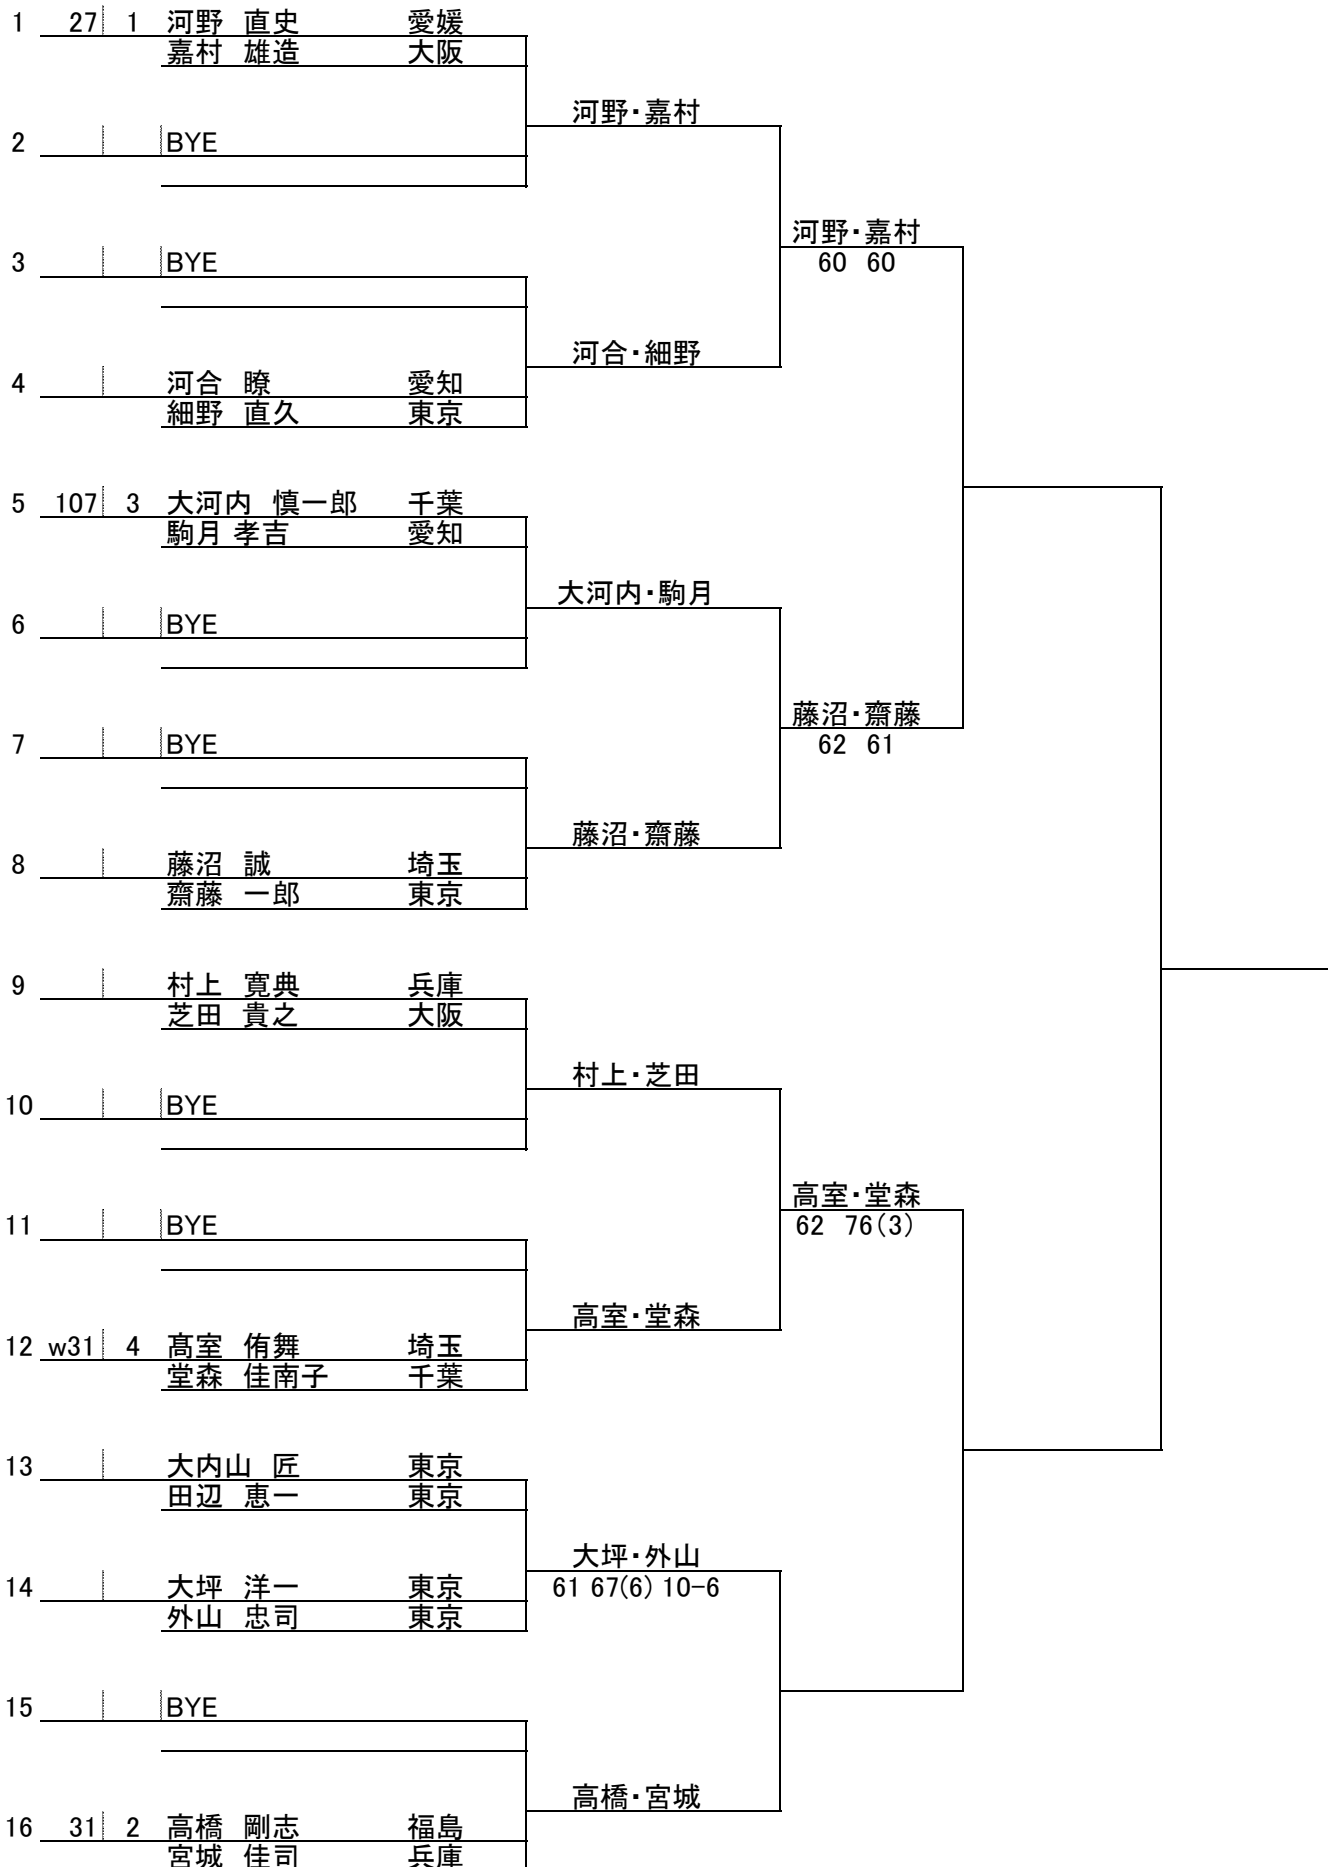 1 27 1 河野 直史 愛媛
嘉村 雄造 大阪
河野・嘉村
2 BYE
河野・嘉村
3 BYE
60 60
河合・細野
4 河合 瞭 愛知
細野 直久 東京
5 107 3 大河内 慎一郎 千葉
駒月 孝吉 愛知
大河内・駒月
6 BYE
藤沼・齋藤
7 BYE
62 61
藤沼・齋藤
8 藤沼 誠 埼玉
齋藤 一郎 東京
9 村上 寛典 兵庫
芝田 貴之 大阪
村上・芝田
10 BYE
高室・堂森
11 BYE
62 76(3)
高室・堂森
12 w31 4 髙室 侑舞 埼玉
堂森 佳南子 千葉
13 大内山 匠 東京
田辺 恵一 東京
大坪・外山
14 大坪 洋一 東京
61 67(6) 10-6
外山 忠司 東京
15 BYE
高橋・宮城
16 31 2 高橋 剛志 福島
宮城 佳司 兵庫